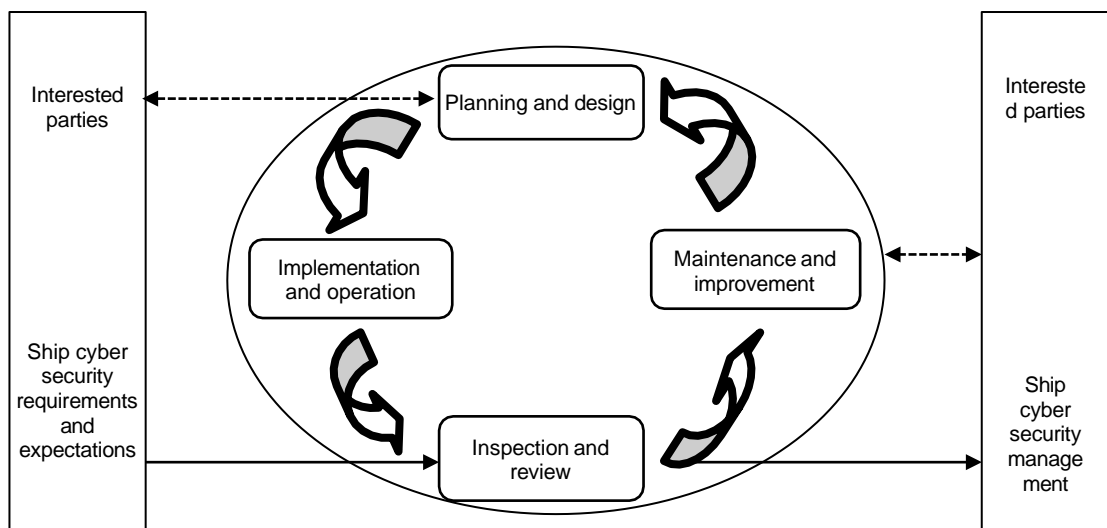 Interested
parties
Ship cyber
security
requirements
and
expectations
Planning and design
Implementation
and operation
Maintenance and
improvement
Inspection and
review
Intereste
d parties
Ship
cyber
security
manage
ment